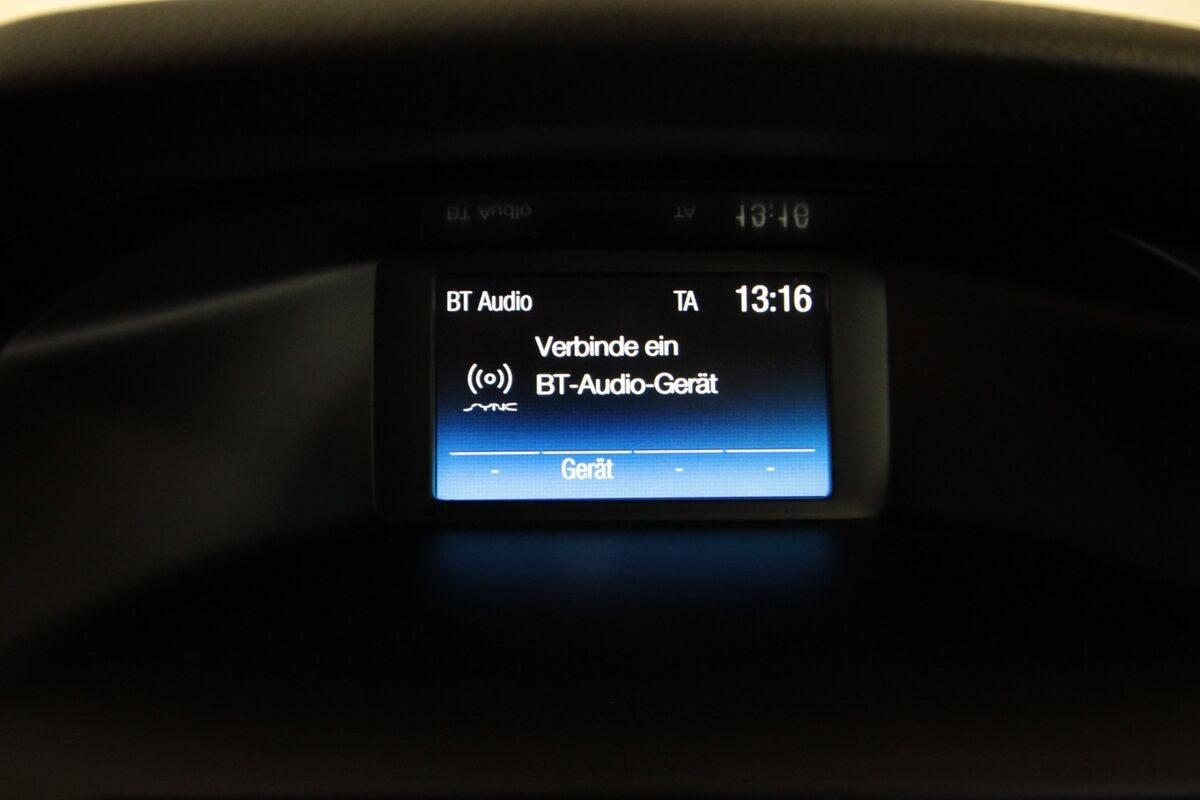 BT Audio TA 13:16
Verbinde ein
BT-Audio-Gerät
SYNC
- Gerät - -